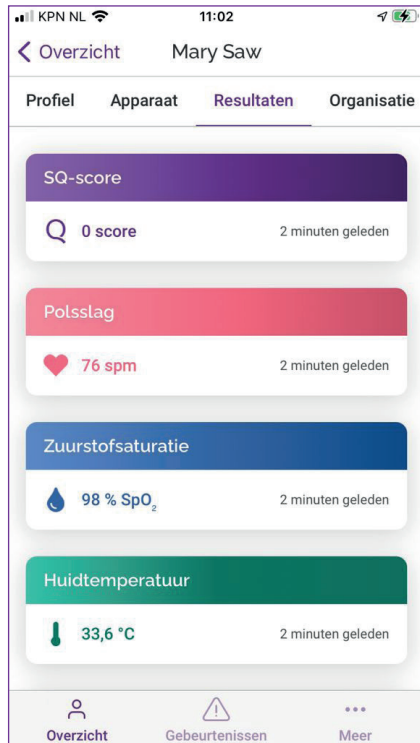 KPN NL 11:02
Overzicht Mary Saw
Profiel Apparaat Resultaten Organisatie
SQ-score
0 score 2 minuten geleden
Polsslag
76 spm 2 minuten geleden
Zuurstofsaturatie
98 % SpO₂ 2 minuten geleden
Huidtemperatuur
33,6 °C 2 minuten geleden
Overzicht Gebeurtenissen Meer